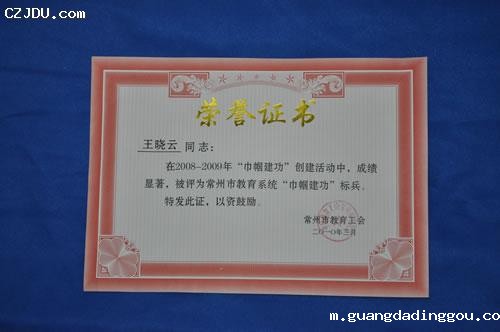 CZJDU.COM
荣誉证书
王晓云 同志：
在2008-2009年“巾帼建功”创建活动中，成绩
显著，被评为常州市教育系统“巾帼建功”标兵。
特发此证，以资鼓励。
常州市教育工会
二〇一〇年三月
m.guangdadinggou.co